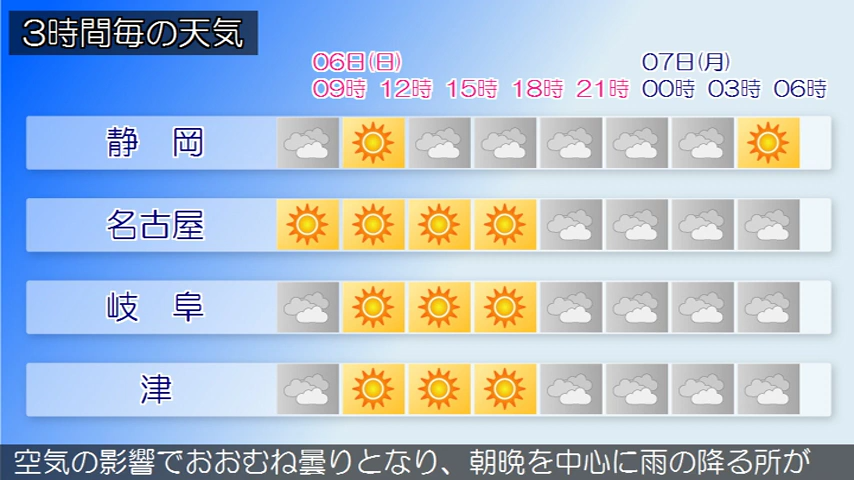 3時間毎の天気
06日(日) 07日(月)
09時 12時 15時 18時 21時 00時 03時 06時
静 岡
名古屋
岐 阜
津
空気の影響でおおむね曇りとなり、朝晩を中心に雨の降る所が